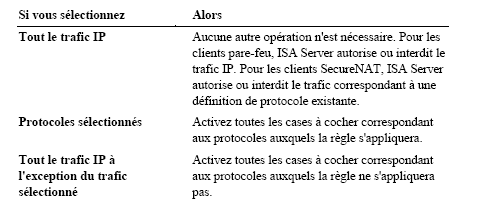 Si vous sélectionnez Alors
Tout le trafic IP Aucune autre opération n'est nécessaire. Pour les
clients pare-feu, ISA Server autorise ou interdit le
trafic IP. Pour les clients SecureNAT, ISA Server
autorise ou interdit le trafic correspondant à une
définition de protocole existante.
Protocoles sélectionnés Activez toutes les cases à cocher correspondant
aux protocoles auxquels la règle s'appliquera.
Tout le trafic IP à Activez toutes les cases à cocher correspondant
l'exception du trafic aux protocoles auxquels la règle ne s'appliquera
sélectionné pas.